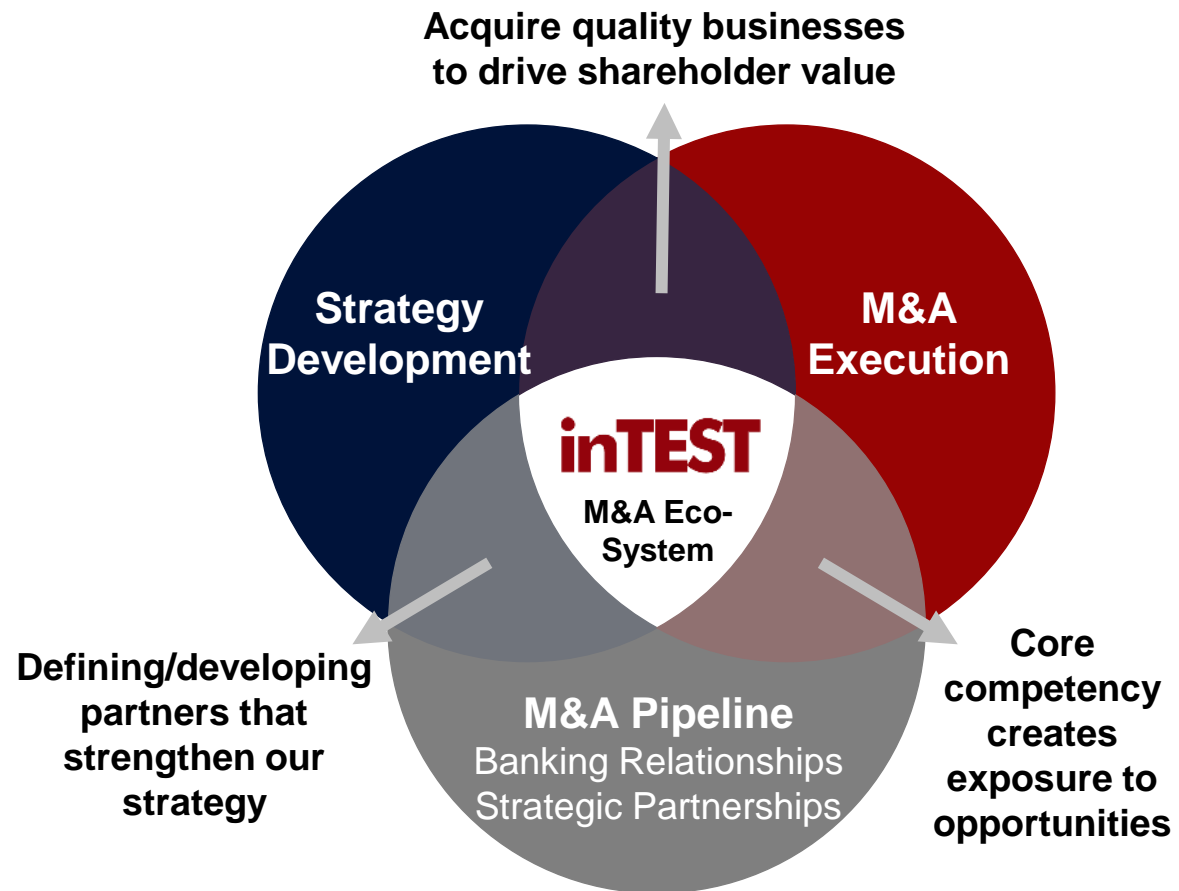 Acquire quality businesses
to drive shareholder value
Strategy
Development
M&A
Execution
inTEST
M&A Eco-
System
Defining/developing
partners that
strengthen our
strategy
M&A Pipeline
Banking Relationships
Strategic Partnerships
Core
competency
creates
exposure to
opportunities